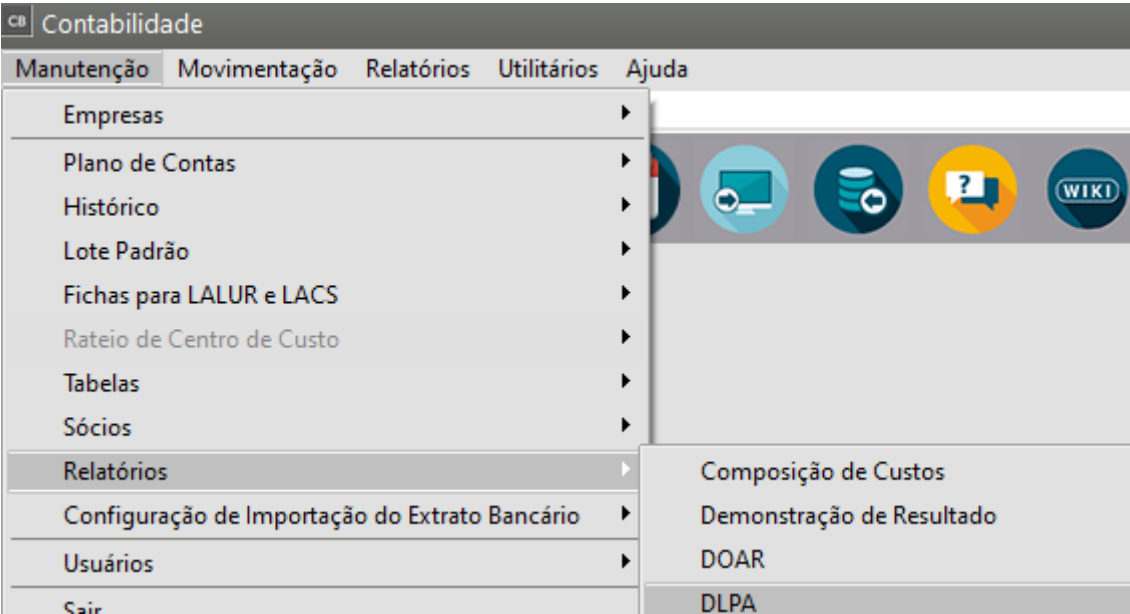 CB Contabilidade
Manutenção Movimentação Relatórios Utilitários Ajuda
Empresas
Plano de Contas
Histórico
Lote Padrão
Fichas para LALUR e LACS
Rateio de Centro de Custo
Tabelas
Sócios
Relatórios
Configuração de Importação do Extrato Bancário
Usuários
Sair
?
WIKI
Composição de Custos
Demonstração de Resultado
DOAR
DLPA